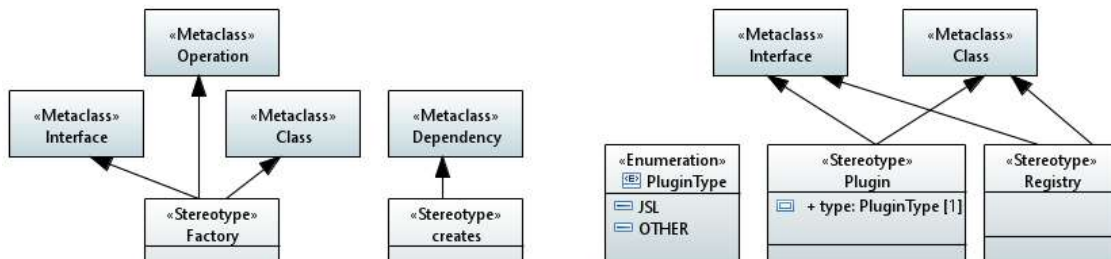 «Metaclass»
Operation
«Metaclass»
Interface
«Metaclass»
Class
«Metaclass»
Dependency
«Stereotype»
Factory
«Stereotype»
creates
«Metaclass»
Interface
«Metaclass»
Class
«Enumeration»
<E> PluginType
JSL
OTHER
«Stereotype»
Plugin
+ type: PluginType [1]
«Stereotype»
Registry